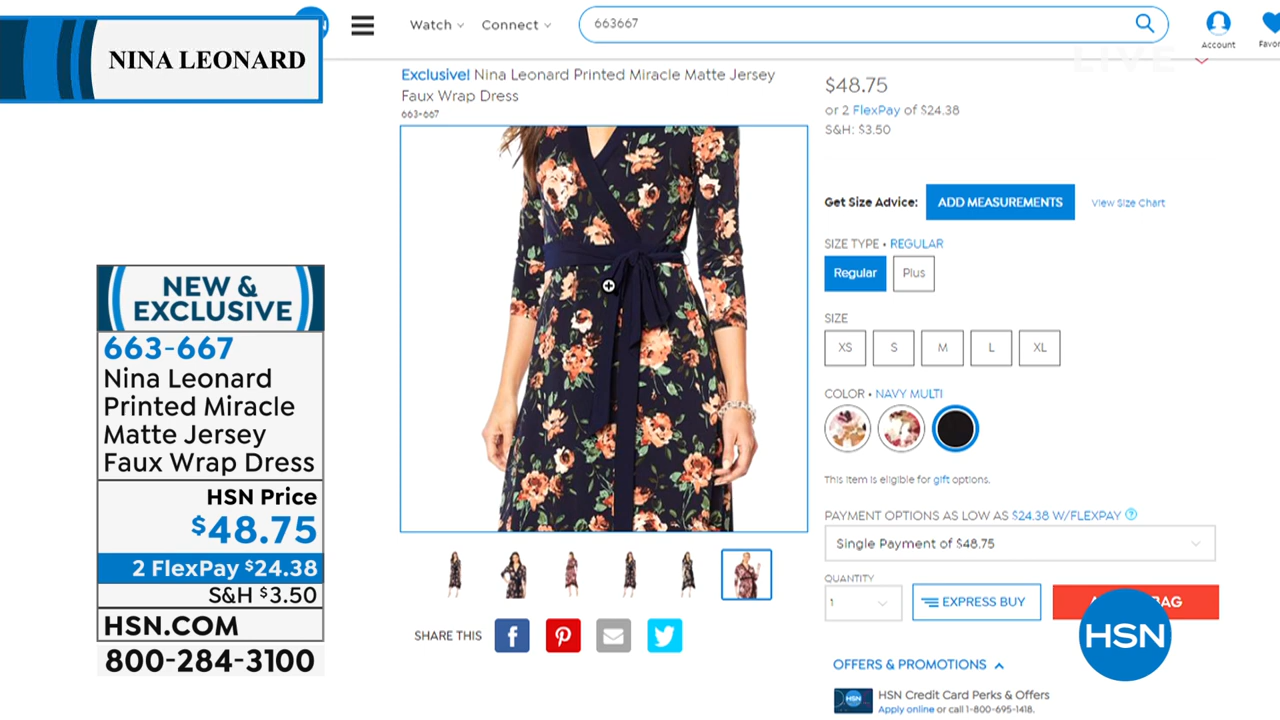 NINA LEONARD
Watch
Connect
663667
Account
LIVE
Exclusive! Nina Leonard Printed Miracle Matte Jersey
Faux Wrap Dress
663-667
$48.75
or 2 FlexPay of $24.38
S&H: $3.50
Get Size Advice:
ADD MEASUREMENTS
View Size Chart
SIZE TYPE • REGULAR
Regular
Plus
SIZE
XS
S
M
L
XL
COLOR • NAVY MULTI
This item is eligible for gift options.
PAYMENT OPTIONS AS LOW AS $24.38 W/FLEXPAY ?
Single Payment of $48.75
QUANTITY
1
EXPRESS BUY
BAG
HSN
SHARE THIS
OFFERS & PROMOTIONS
HSN
HSN Credit Card Perks & Offers
Apply online or call 1-800-695-1418.
NEW &
EXCLUSIVE
663-667
Nina Leonard
Printed Miracle
Matte Jersey
Faux Wrap Dress
HSN Price
$48.75
2 FlexPay $24.38
S&H $3.50
HSN.COM
800-284-3100